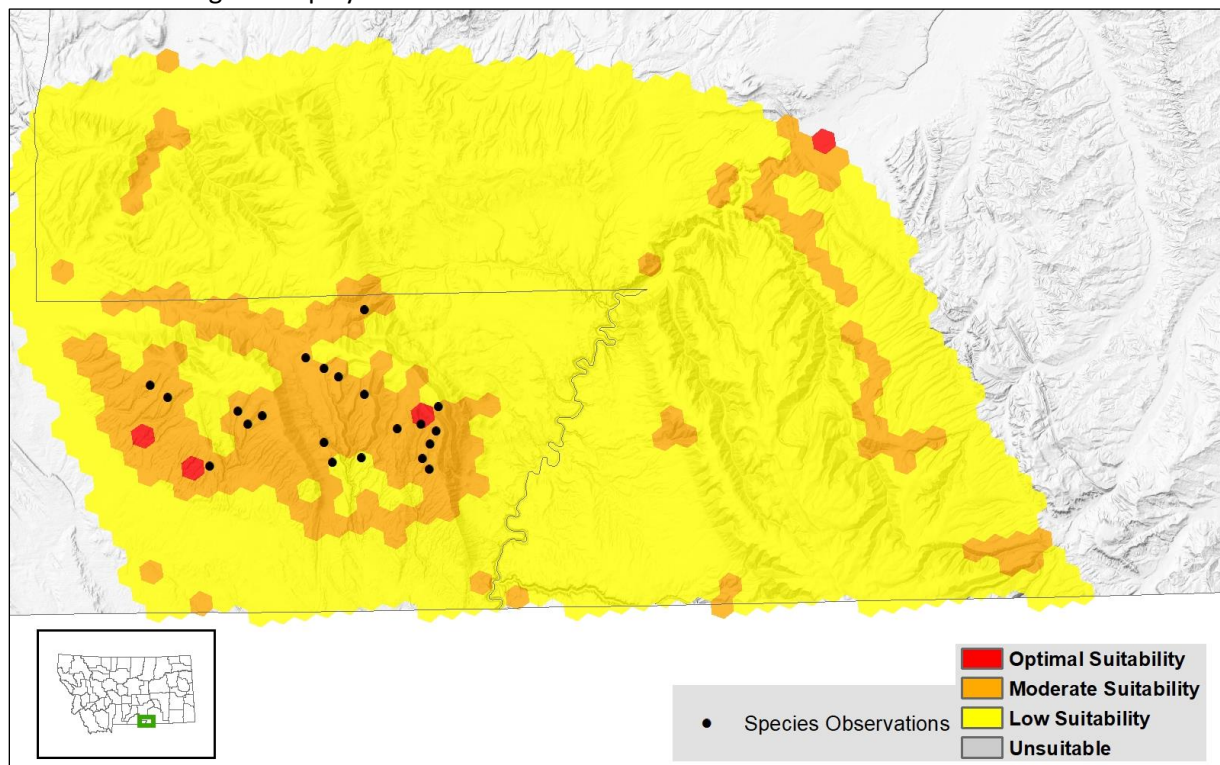 Optimal Suitability
Moderate Suitability
Species Observations
Low Suitability
Unsuitable